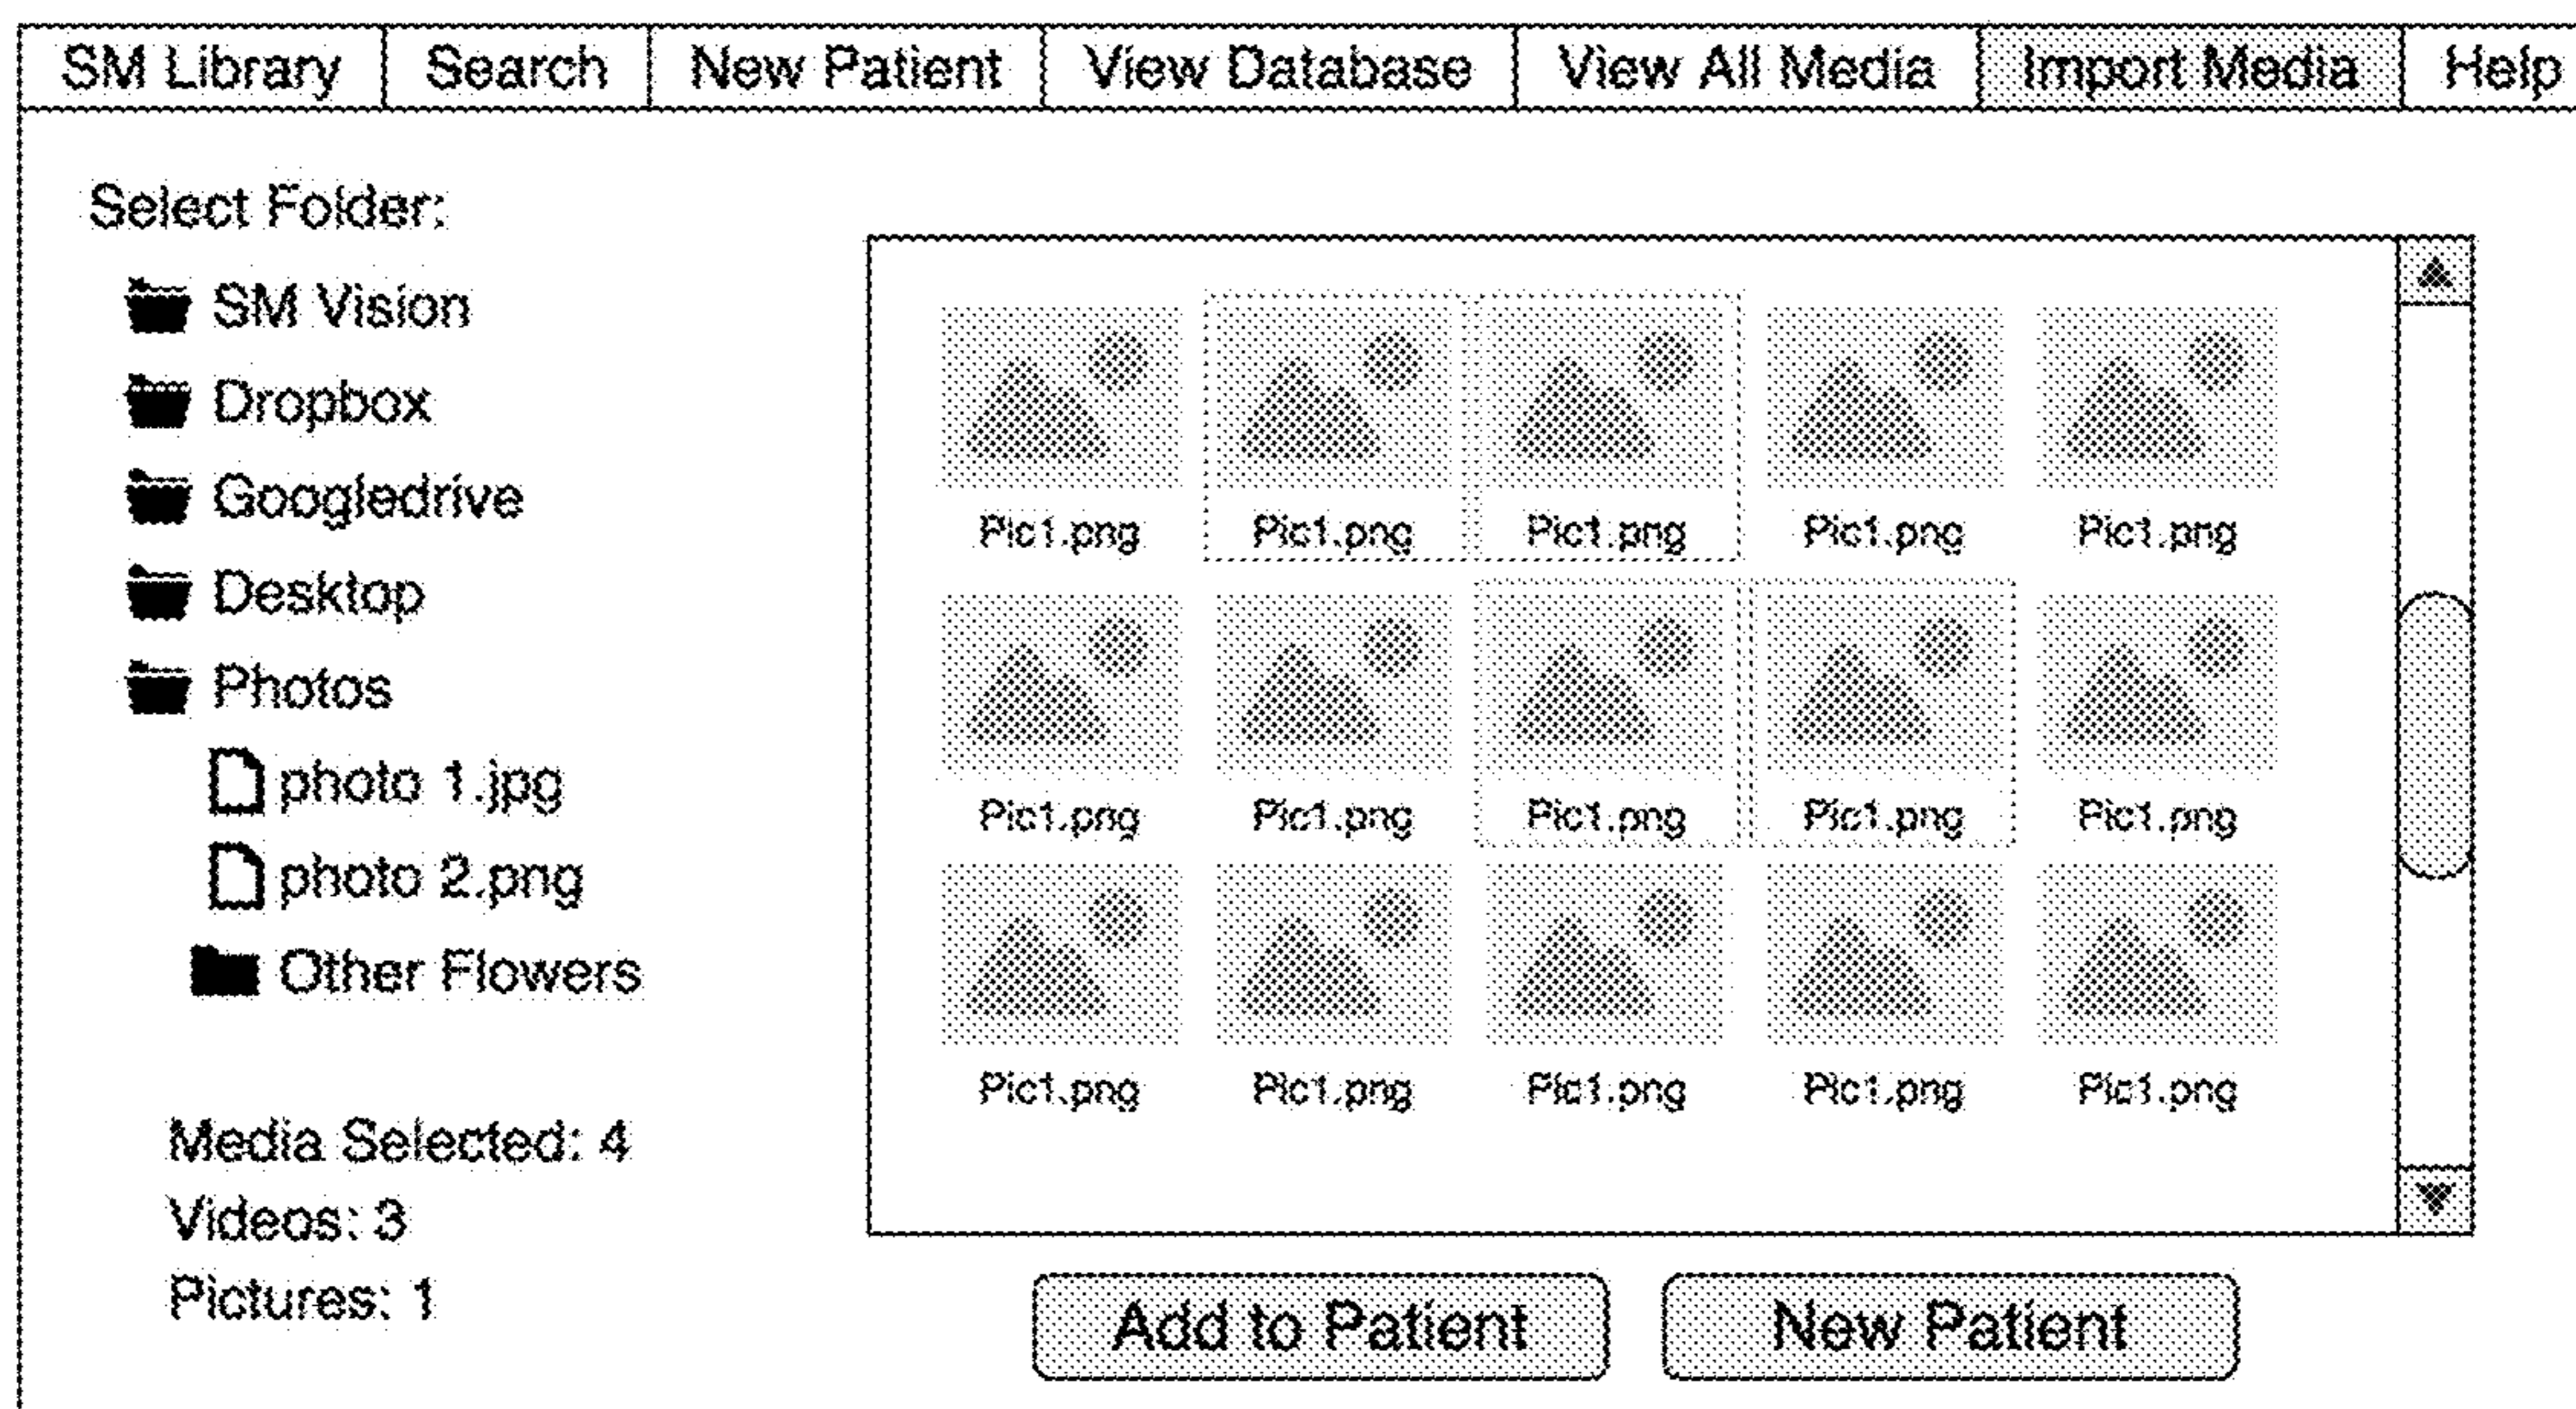 SM Library Search New Patient View Database View All Media Import Media Help
Select Folder:
SM Vision
Dropbox
Googledrive
Desktop
Photos
photo 1.jpg
photo 2.png
Other Flowers
Media Selected: 4
Videos: 3
Pictures: 1
Pic1.png Pic1.png Pic1.png Pic1.png Pic1.png
Pic1.png Pic1.png Pic1.png Pic1.png Pic1.png
Pic1.png Pic1.png Pic1.png Pic1.png Pic1.png
Add to Patient New Patient